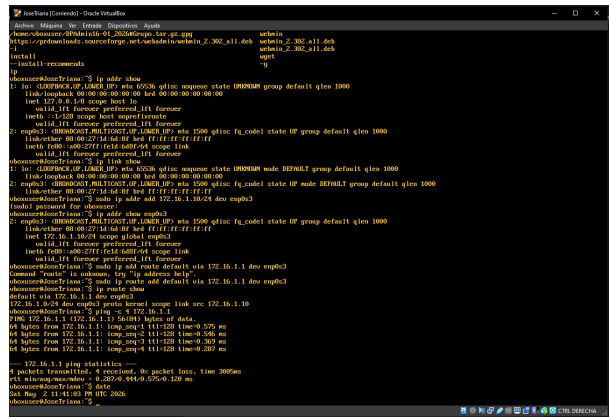 JoseTriana [Corriendo] - Oracle VirtualBox
Archivo Máquina Ver Entrada Dispositivos Ayuda
/home/vboxuser/OPAdmin16-01_2026#Grupo.tar.gz.gpg webmin
https://prdownloads.sourceforge.net/webadmin/webmin_2.302_all.deb webmin_2.302_all.deb
-i webmin_2.302_all.deb
install wget
--install-recommends -y
lp
vboxuser@JoseTriana:~$ ip addr show
1: lo: <LOOPBACK,UP,LOWER_UP> mtu 65536 qdisc noqueue state UNKNOWN group default qlen 1000
link/loopback 00:00:00:00:00:00 brd 00:00:00:00:00:00
inet 127.0.0.1/8 scope host lo
valid_lft forever preferred_lft forever
inet6 ::1/128 scope host noprefixroute
valid_lft forever preferred_lft forever
2: enp0s3: <BROADCAST,MULTICAST,UP,LOWER_UP> mtu 1500 qdisc fq_codel state UP group default qlen 1000
link/ether 08:00:27:1d:6d:8f brd ff:ff:ff:ff:ff:ff
inet6 fe80::a00:27ff:fe1d:6d8f/64 scope link
valid_lft forever preferred_lft forever
vboxuser@JoseTriana:~$ ip link show
1: lo: <LOOPBACK,UP,LOWER_UP> mtu 65536 qdisc noqueue state UNKNOWN mode DEFAULT group default qlen 1000
link/loopback 00:00:00:00:00:00 brd 00:00:00:00:00:00
2: enp0s3: <BROADCAST,MULTICAST,UP,LOWER_UP> mtu 1500 qdisc fq_codel state UP mode DEFAULT group default qlen 1000
link/ether 08:00:27:1d:6d:8f brd ff:ff:ff:ff:ff:ff
vboxuser@JoseTriana:~$ sudo ip addr add 172.16.1.10/24 dev enp0s3
[sudo] password for vboxuser:
vboxuser@JoseTriana:~$ ip addr show enp0s3
2: enp0s3: <BROADCAST,MULTICAST,UP,LOWER_UP> mtu 1500 qdisc fq_codel state UP group default qlen 1000
link/ether 08:00:27:1d:6d:8f brd ff:ff:ff:ff:ff:ff
inet 172.16.1.10/24 scope global enp0s3
valid_lft forever preferred_lft forever
inet6 fe80::a00:27ff:fe1d:6d8f/64 scope link
valid_lft forever preferred_lft forever
vboxuser@JoseTriana:~$ sudo ip add route default via 172.16.1.1 dev enp0s3
Command "route" is unknown, try "ip address help".
vboxuser@JoseTriana:~$ sudo ip route add default via 172.16.1.1 dev enp0s3
vboxuser@JoseTriana:~$ ip route show
default via 172.16.1.1 dev enp0s3
172.16.1.0/24 dev enp0s3 proto kernel scope link src 172.16.1.10
vboxuser@JoseTriana:~$ ping -c 4 172.16.1.1
PING 172.16.1.1 (172.16.1.1) 56(84) bytes of data.
64 bytes from 172.16.1.1: icmp_seq=1 ttl=128 time=0.575 ms
64 bytes from 172.16.1.1: icmp_seq=2 ttl=128 time=0.546 ms
64 bytes from 172.16.1.1: icmp_seq=3 ttl=128 time=0.369 ms
64 bytes from 172.16.1.1: icmp_seq=4 ttl=128 time=0.287 ms
--- 172.16.1.1 ping statistics ---
4 packets transmitted, 4 received, 0% packet loss, time 3005ms
rtt min/avg/max/mdev = 0.287/0.444/0.575/0.120 ms
vboxuser@JoseTriana:~$ date
Sat May 2 11:41:03 PM UTC 2026
vboxuser@JoseTriana:~$ _
CTRL DERECHA